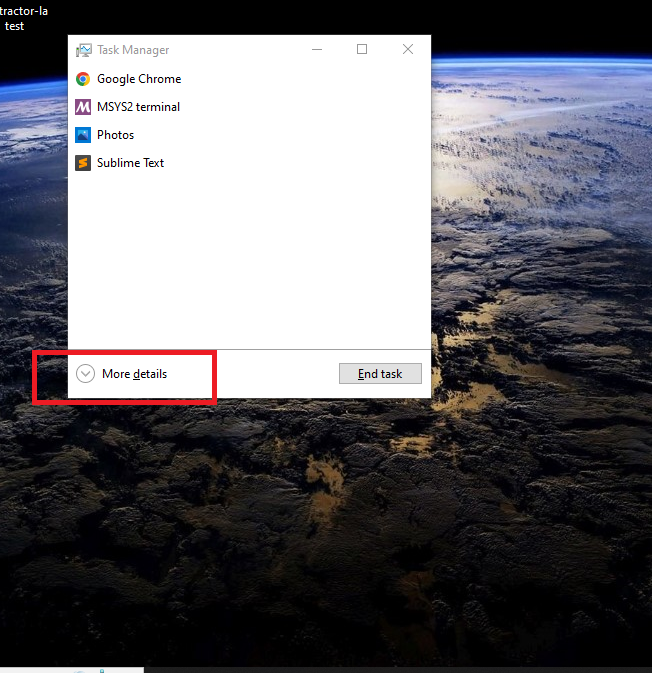 tractor-la
test
Task Manager
Google Chrome
MSYS2 terminal
Photos
Sublime Text
More details
End task